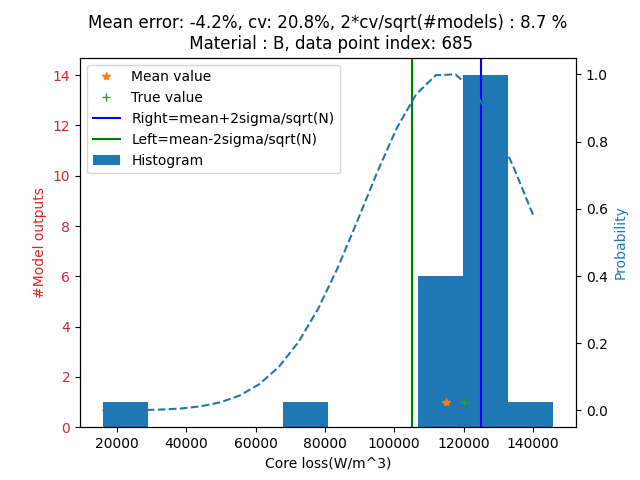 Mean error: -4.2%, cv: 20.8%, 2*cv/sqrt(#models) : 8.7 %
Material : B, data point index: 685
Mean value
True value
Right=mean+2sigma/sqrt(N)
Left=mean-2sigma/sqrt(N)
Histogram
14
12
10
8
6
4
2
0
#Model outputs
1.0
0.8
0.6
0.4
0.2
0.0
Probability
20000 40000 60000 80000 100000 120000 140000
Core loss(W/m^3)